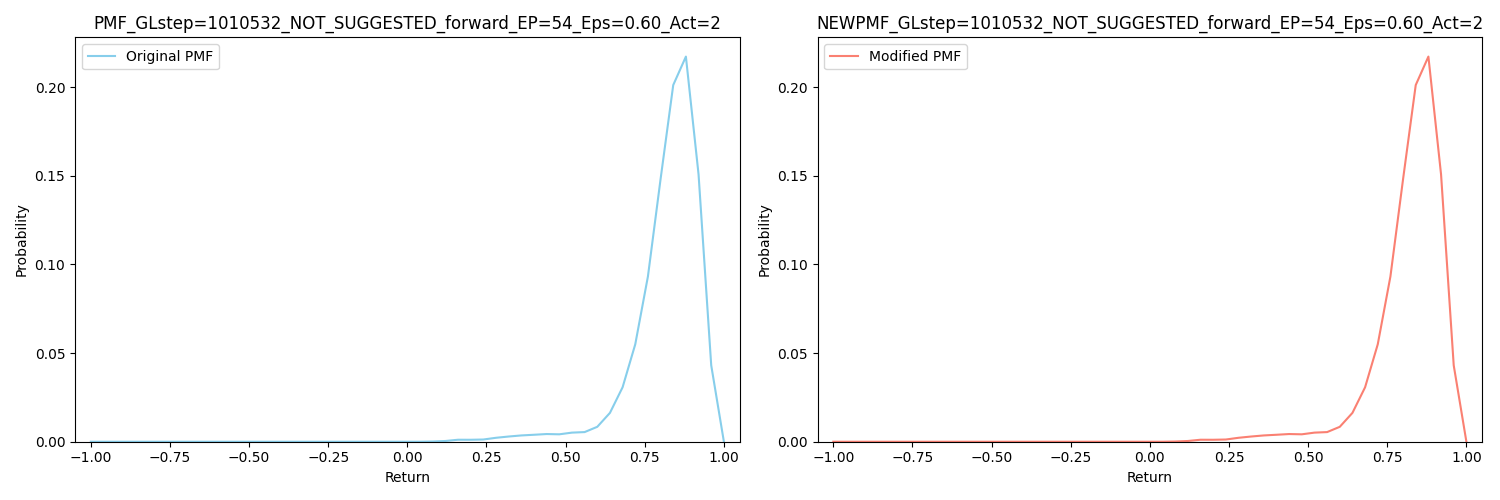 PMF_GLstep=1010532_NOT_SUGGESTED_forward_EP=54_Eps=0.60_Act=2
Original PMF
Probability
0.20
0.15
0.10
0.05
0.00
−1.00 −0.75 −0.50 −0.25 0.00 0.25 0.50 0.75 1.00
Return
NEWPMF_GLstep=1010532_NOT_SUGGESTED_forward_EP=54_Eps=0.60_Act=2
Modified PMF
Probability
0.20
0.15
0.10
0.05
0.00
−1.00 −0.75 −0.50 −0.25 0.00 0.25 0.50 0.75 1.00
Return